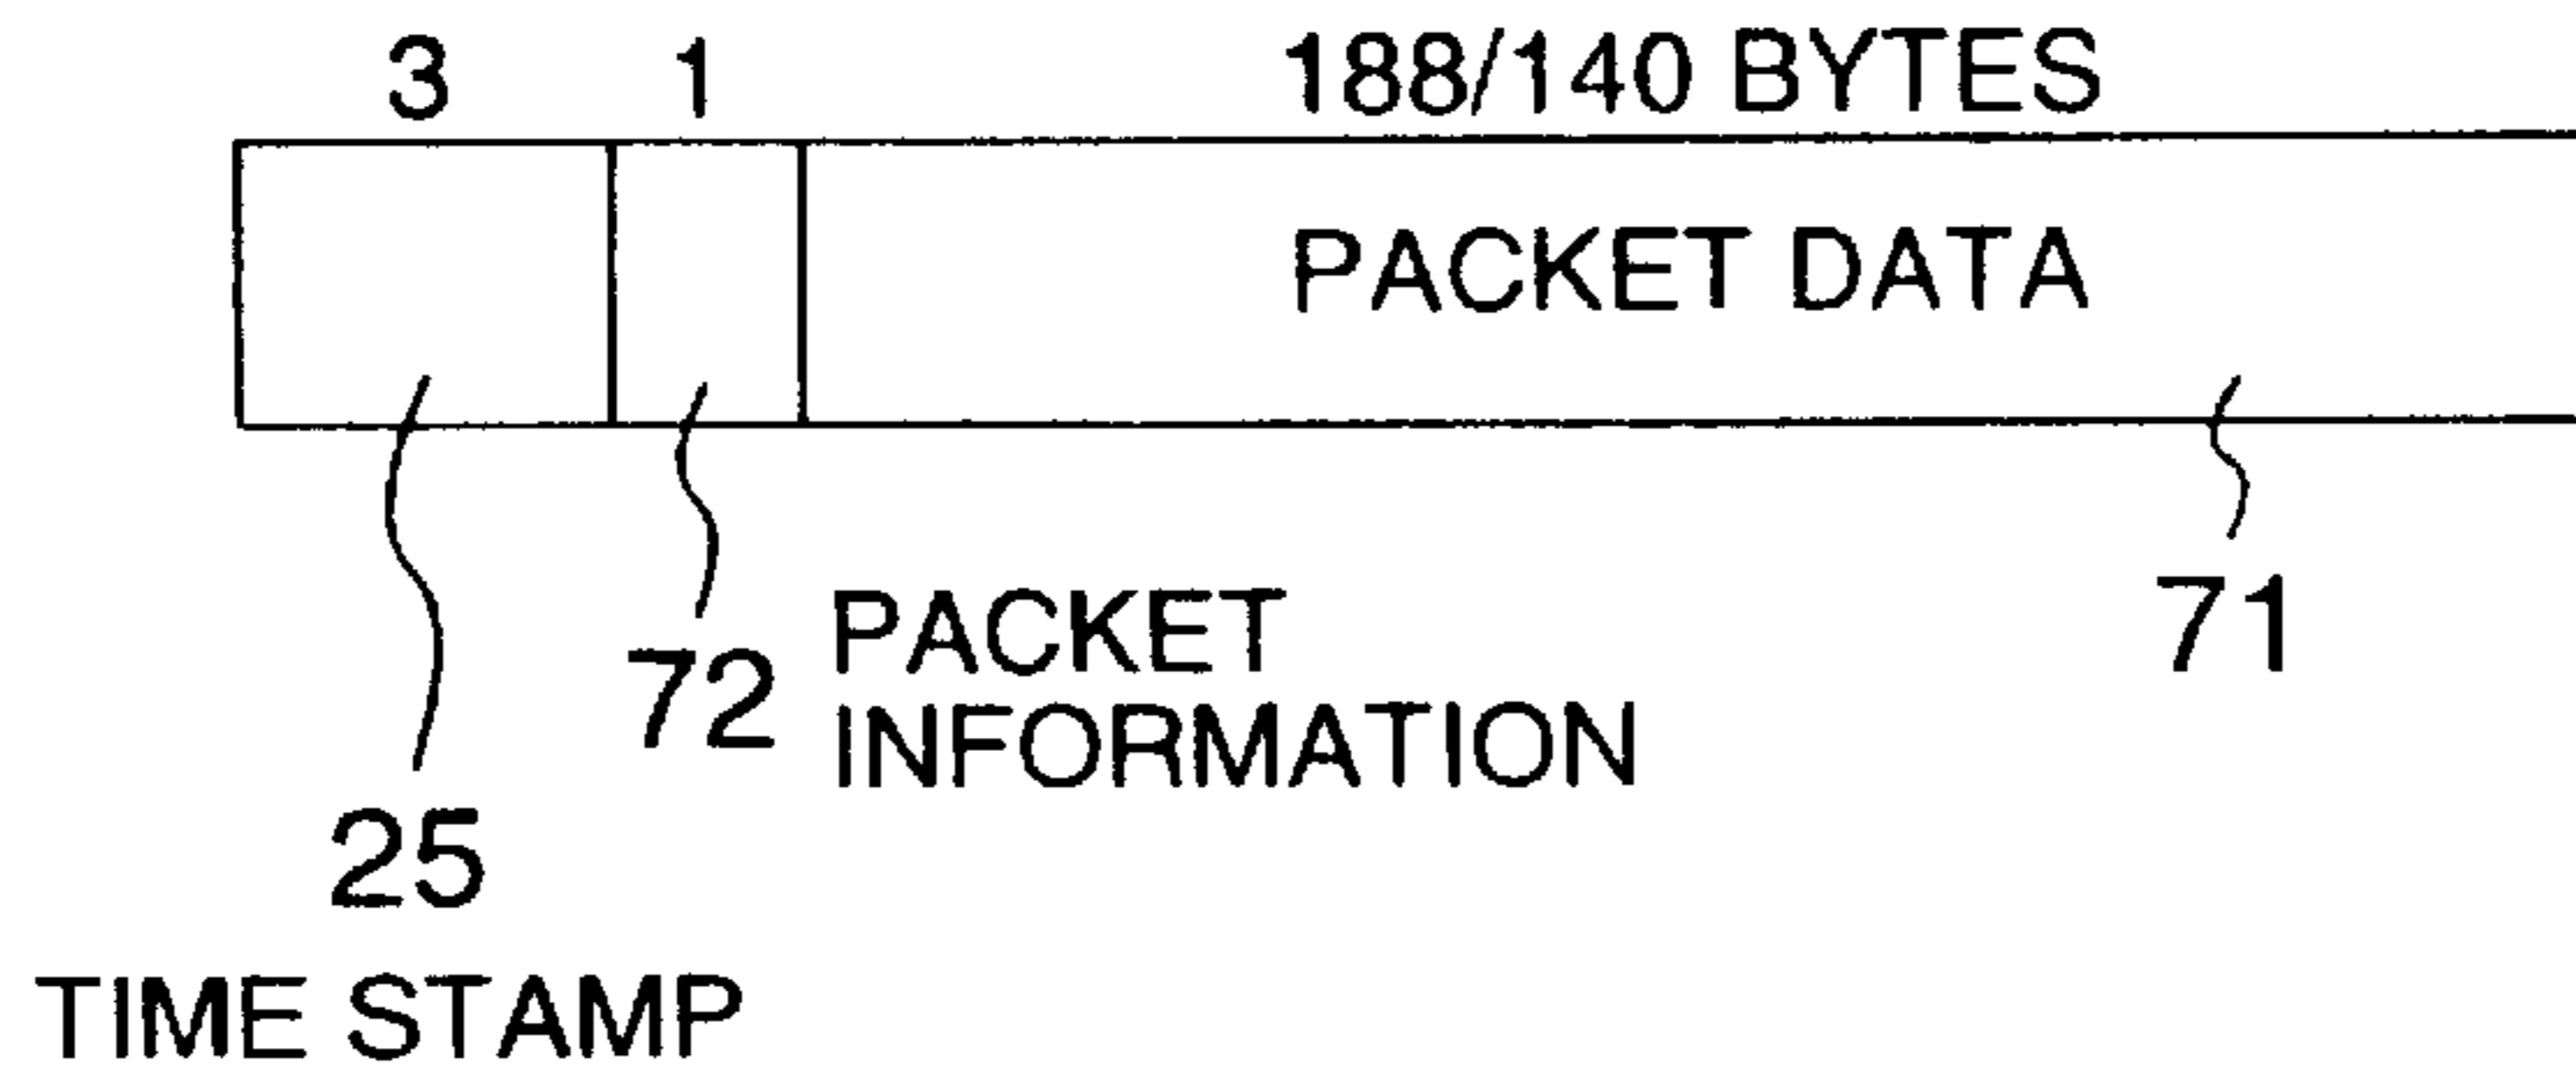 3 1 188/140 BYTES
PACKET DATA
PACKET
INFORMATION
72
71
25
TIME STAMP